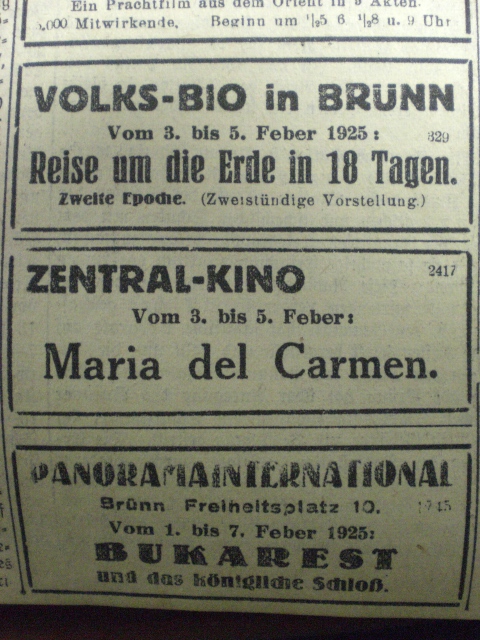 Ein Prachtfilm aus dem Orient in 5 Akten.
,000 Mitwirkende. Beginn um ½5 6 ½8 u. 9 Uhr
VOLKS-BIO in BRÜNN
Vom 3. bis 5. Feber 1925: 829
Reise um die Erde in 18 Tagen.
Zweite Epoche. (Zweistündige Vorstellung.)
ZENTRAL-KINO 2417
Vom 3. bis 5. Feber:
Maria del Carmen.
PANORAMA INTERNATIONAL
Brünn Freiheitsplatz 10.
Vom 1. bis 7. Feber 1925:
BUKAREST
und das königliche Schloß.